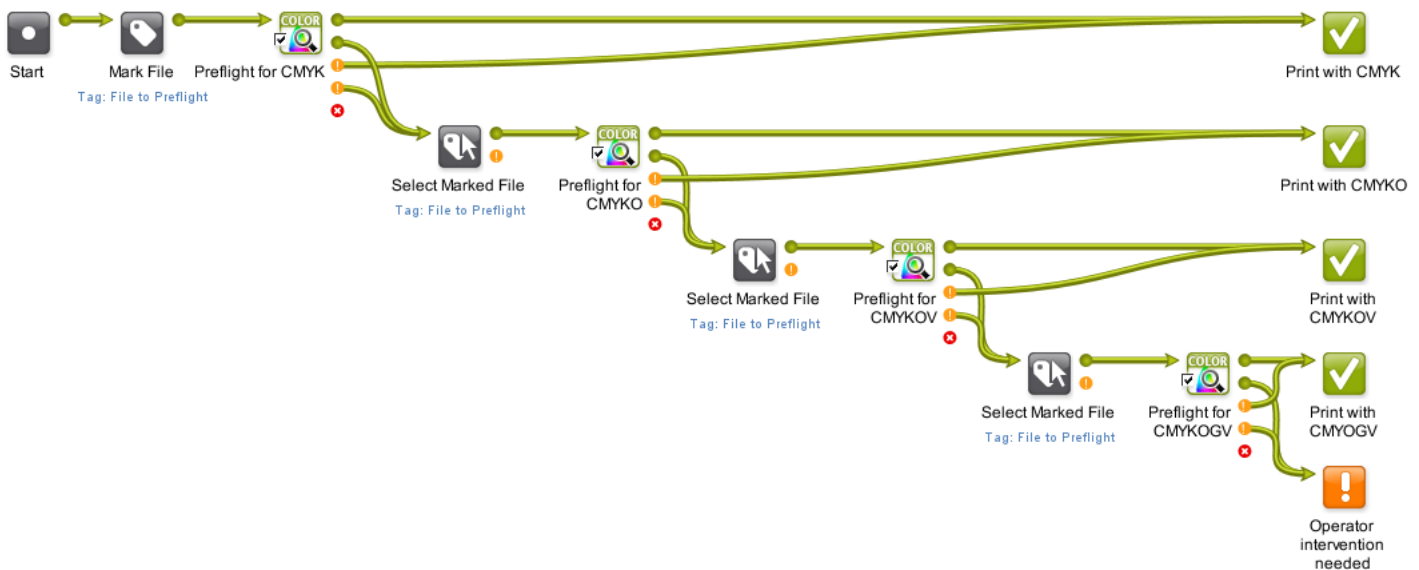 COLOR
Start
Mark File
Preflight for CMYK
Print with CMYK
Tag: File to Preflight
COLOR
Select Marked File
Preflight for
CMYKO
Print with CMYKO
Tag: File to Preflight
COLOR
Select Marked File
Preflight for
CMYKOV
Print with
CMYKOV
Tag: File to Preflight
COLOR
Select Marked File
Preflight for
CMYKOGV
Print with
CMYOGV
Tag: File to Preflight
Operator
intervention
needed